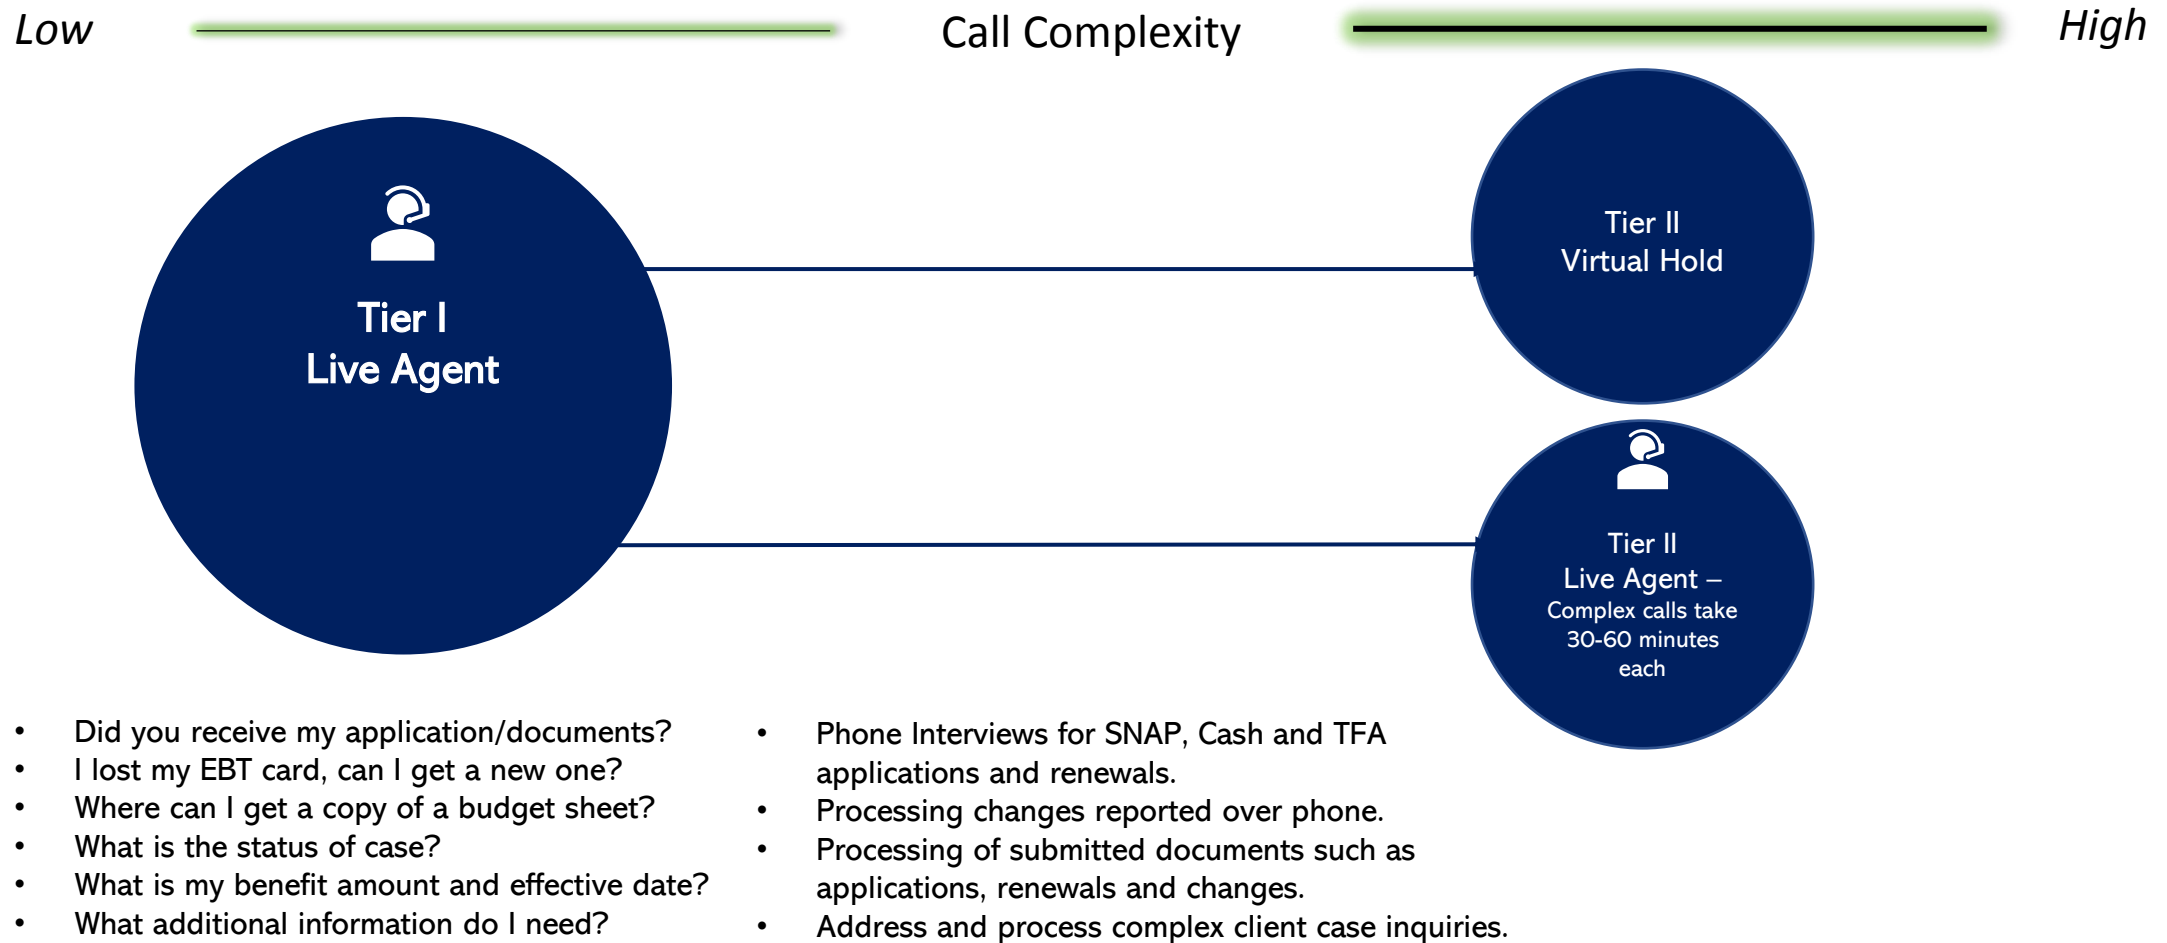 Low
Call Complexity
High
Tier I
Live Agent
Tier II
Virtual Hold
Tier II
Live Agent –
Complex calls take
30-60 minutes
each
• Did you receive my application/documents?
• I lost my EBT card, can I get a new one?
• Where can I get a copy of a budget sheet?
• What is the status of case?
• What is my benefit amount and effective date?
• What additional information do I need?
• Phone Interviews for SNAP, Cash and TFA
applications and renewals.
• Processing changes reported over phone.
• Processing of submitted documents such as
applications, renewals and changes.
• Address and process complex client case inquiries.